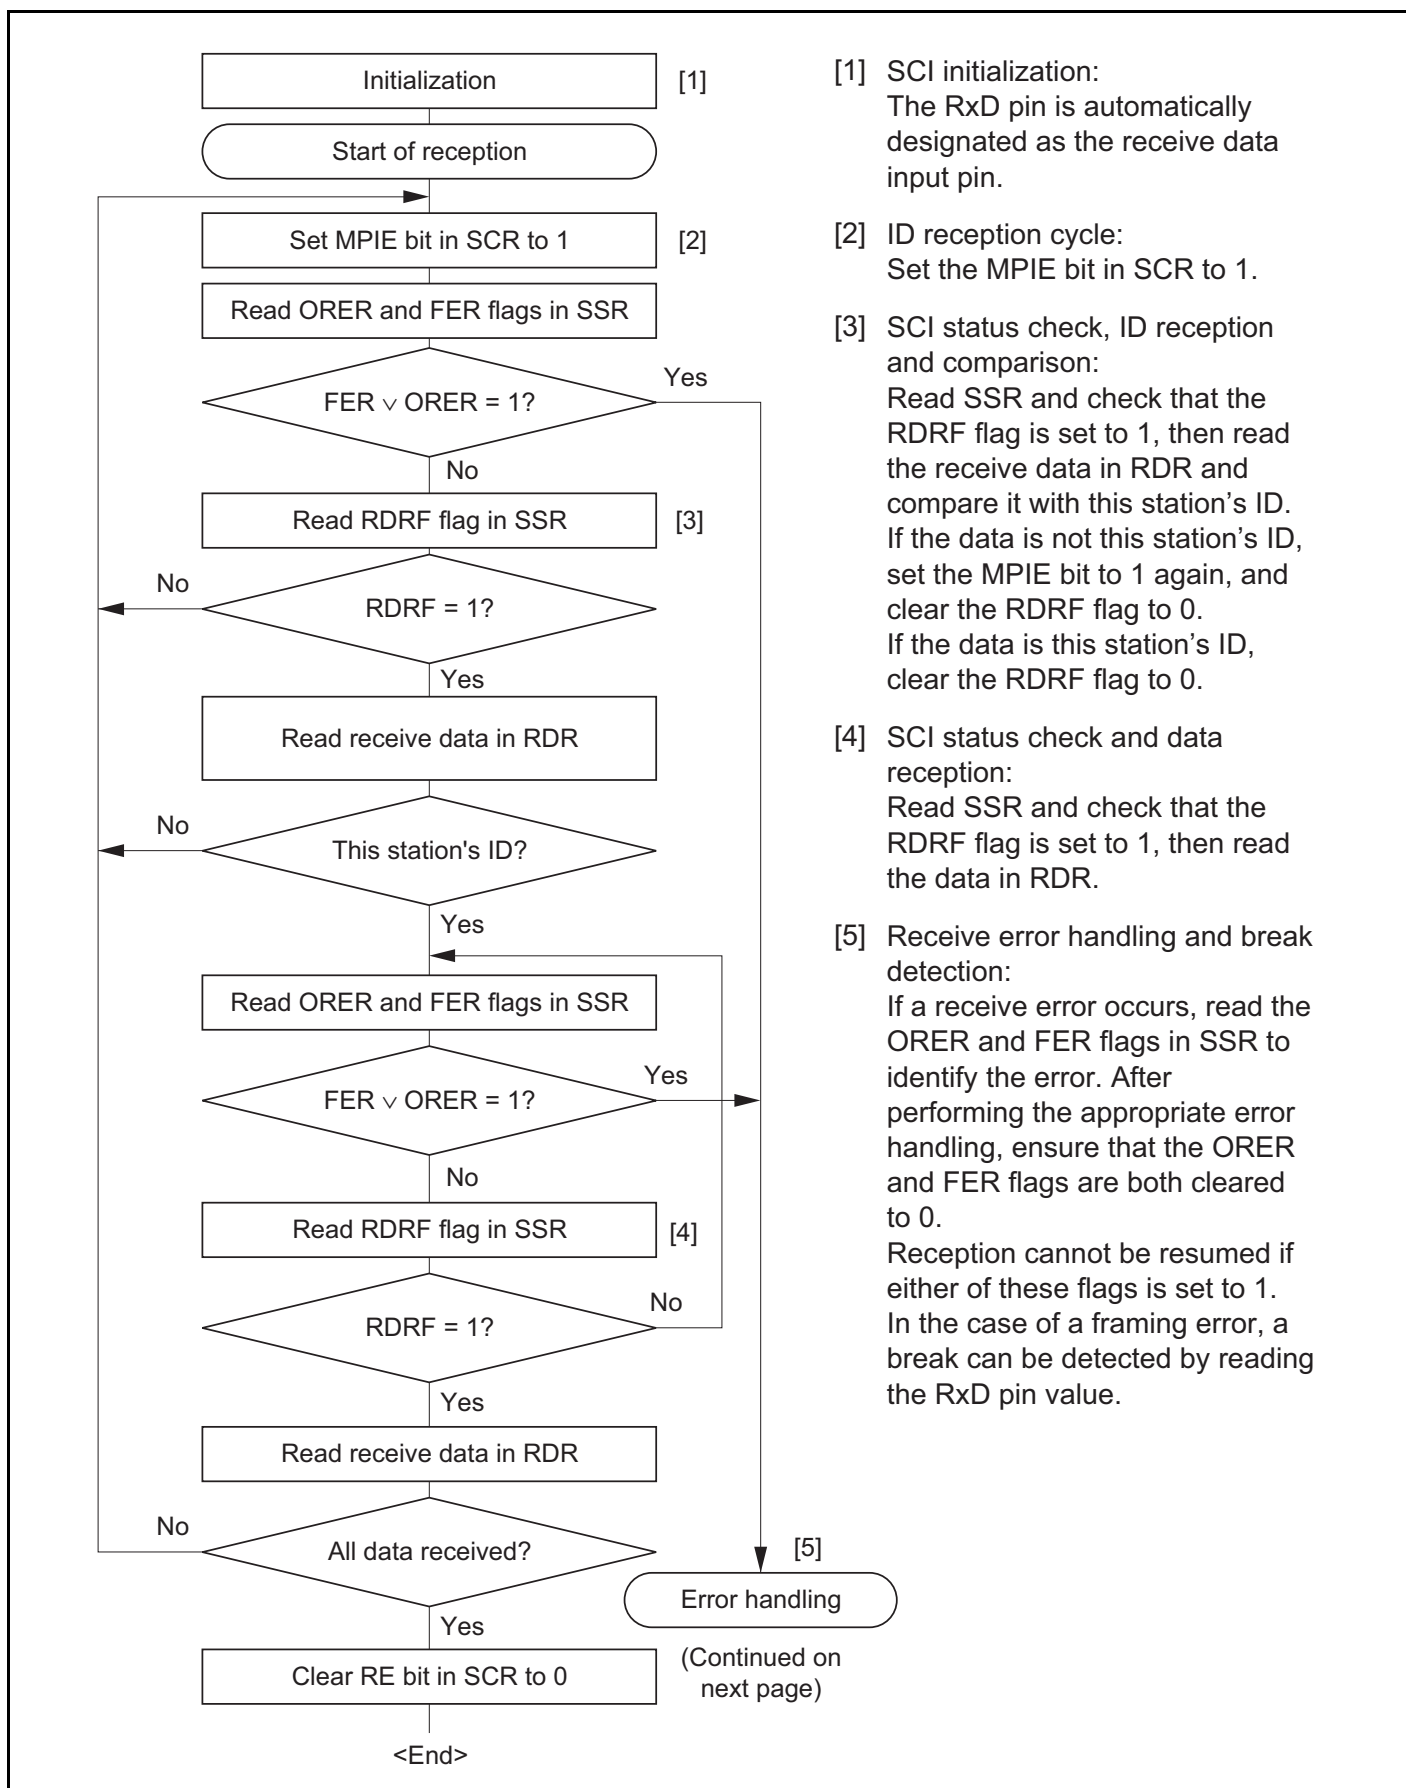 Initialization
[1]
Start of reception
Set MPIE bit in SCR to 1
[2]
Read ORER and FER flags in SSR
FER ∨ ORER = 1?
Yes
No
Read RDRF flag in SSR
[3]
No
RDRF = 1?
Yes
Read receive data in RDR
No
This station's ID?
Yes
Read ORER and FER flags in SSR
FER ∨ ORER = 1?
Yes
No
Read RDRF flag in SSR
[4]
RDRF = 1?
No
Yes
Read receive data in RDR
No
All data received?
Yes
[5]
Error handling
(Continued on
next page)
Clear RE bit in SCR to 0
<End>
[1] SCI initialization:
The RxD pin is automatically
designated as the receive data
input pin.
[2] ID reception cycle:
Set the MPIE bit in SCR to 1.
[3] SCI status check, ID reception
and comparison:
Read SSR and check that the
RDRF flag is set to 1, then read
the receive data in RDR and
compare it with this station’s ID.
If the data is not this station’s ID,
set the MPIE bit to 1 again, and
clear the RDRF flag to 0.
If the data is this station’s ID,
clear the RDRF flag to 0.
[4] SCI status check and data
reception:
Read SSR and check that the
RDRF flag is set to 1, then read
the data in RDR.
[5] Receive error handling and break
detection:
If a receive error occurs, read the
ORER and FER flags in SSR to
identify the error. After
performing the appropriate error
handling, ensure that the ORER
and FER flags are both cleared
to 0.
Reception cannot be resumed if
either of these flags is set to 1.
In the case of a framing error, a
break can be detected by reading
the RxD pin value.